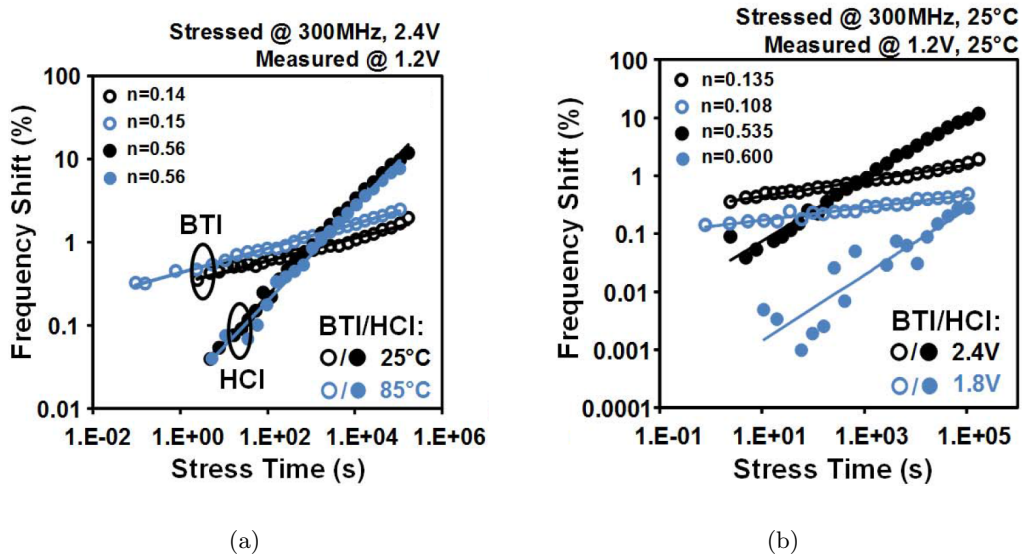 Stressed @ 300MHz, 2.4V
Measured @ 1.2V
Frequency Shift (%)
100
10
1
0.1
0.01
n=0.14
n=0.15
n=0.56
n=0.56
BTI
HCI
BTI/HCI:
25°C
85°C
1.E-02 1.E+00 1.E+02 1.E+04 1.E+06
Stress Time (s)
(a)
Stressed @ 300MHz, 25°C
Measured @ 1.2V, 25°C
Frequency Shift (%)
100
10
1
0.1
0.01
0.001
0.0001
n=0.135
n=0.108
n=0.535
n=0.600
BTI/HCI:
2.4V
1.8V
1.E-01 1.E+01 1.E+03 1.E+05
Stress Time (s)
(b)